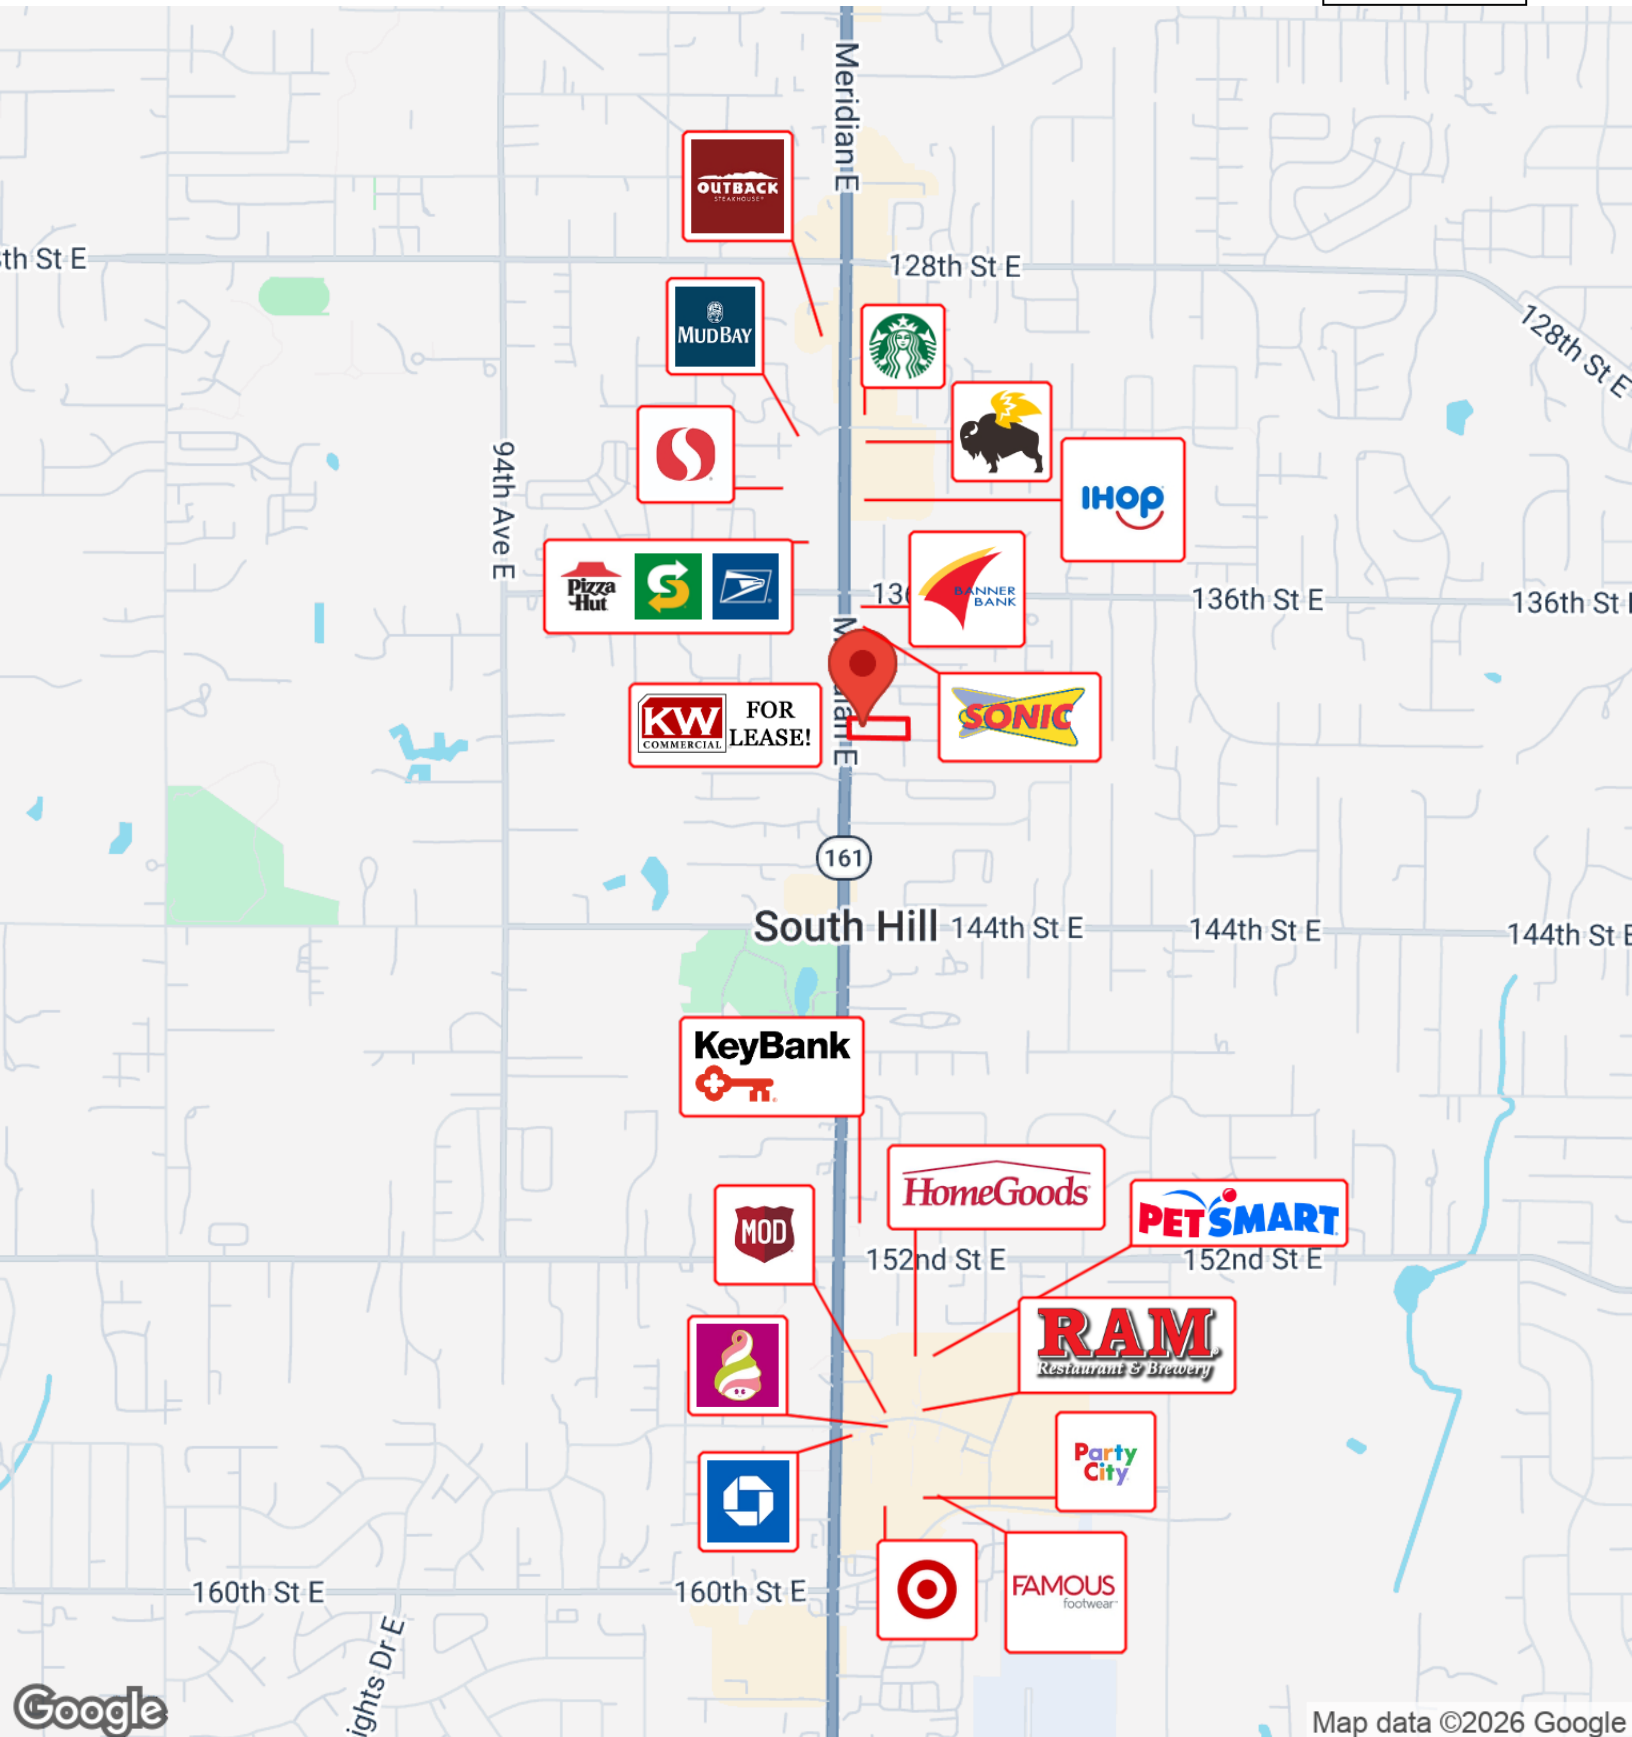 Meridian E
OUTBACK
STEAKHOUSE®
th St E
128th St E
128th St E
MUDBAY
94th Ave E
IHOP
Pizza
Hut
BANNER
BANK
136th St E
136th St
SONIC
KW
COMMERCIAL
FOR
LEASE!
161
South Hill
144th St E
144th St E
144th St E
KeyBank
HomeGoods
MOD
PETSMART
152nd St E
152nd St E
RAM
Restaurant & Brewery
Party
City
FAMOUS
footwear
160th St E
160th St E
ights Dr E
Google
Map data ©2026 Google